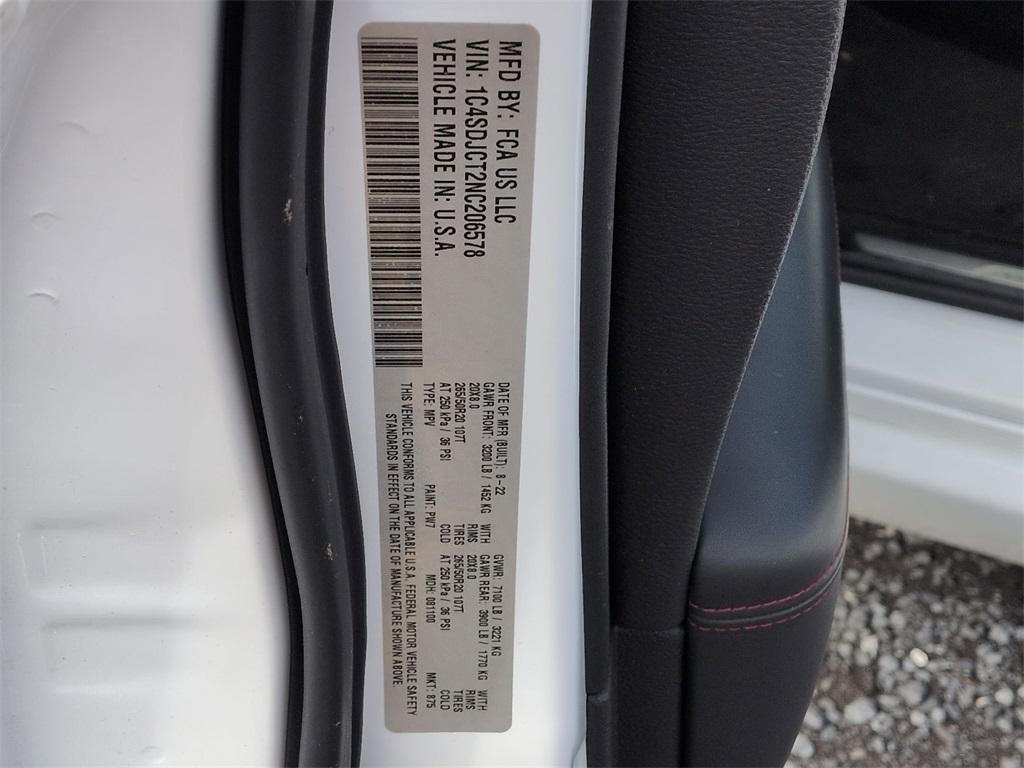 MFD BY: FCA US LLC
VIN: 1C4SDJCT2NC206578
VEHICLE MADE IN: U.S.A.
DATE OF MFR (BUILT): 8-22 GVWR: 7100 LB / 3221 KG
GAWR FRONT: 3200 LB / 1452 KG WITH GAWR REAR: 3900 LB / 1770 KG WITH
20X8.0 RIMS 20X8.0 RIMS
265/50R20 107T TIRES 265/50R20 107T TIRES
AT 250 kPa / 36 PSI COLD AT 250 kPa / 36 PSI COLD
TYPE: MPV PAINT: PW7 MDH: 081100 MKT: 875
THIS VEHICLE CONFORMS TO ALL APPLICABLE U.S.A. FEDERAL MOTOR VEHICLE SAFETY
STANDARDS IN EFFECT ON THE DATE OF MANUFACTURE SHOWN ABOVE.